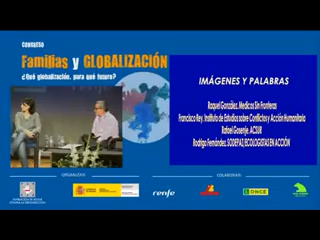 CONGRESO
Familias y GLOBALIZACIÓN
¿Qué globalización, para qué futuro?
IMÁGENES Y PALABRAS
Raquel González. Medicos Sin Fronteras
Francisco Rey. Instituto de Estudios sobre Conflictos y Acción Humanitaria
Rafael Gosenje. ACSUR
Rodrigo Fernández. SODEPAZ/ECOLOGISTAS EN ACCIÓN
ORGANIZAN:
COLABORAN:
renfe
ONCE